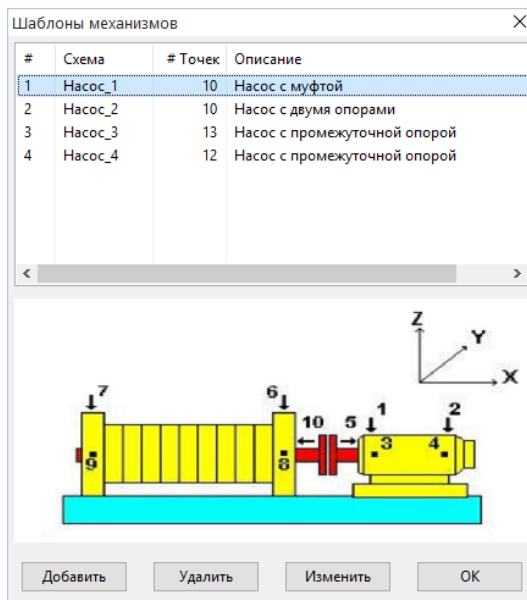 Шаблоны механизмов
# Схема # Точек Описание
1 Насос_1 10 Насос с муфтой
2 Насос_2 10 Насос с двумя опорами
3 Насос_3 13 Насос с промежуточной опорой
4 Насос_4 12 Насос с промежуточной опорой
Z
Y
X
7 6 1 2
10 5
9 8 3 4
Добавить Удалить Изменить ОК